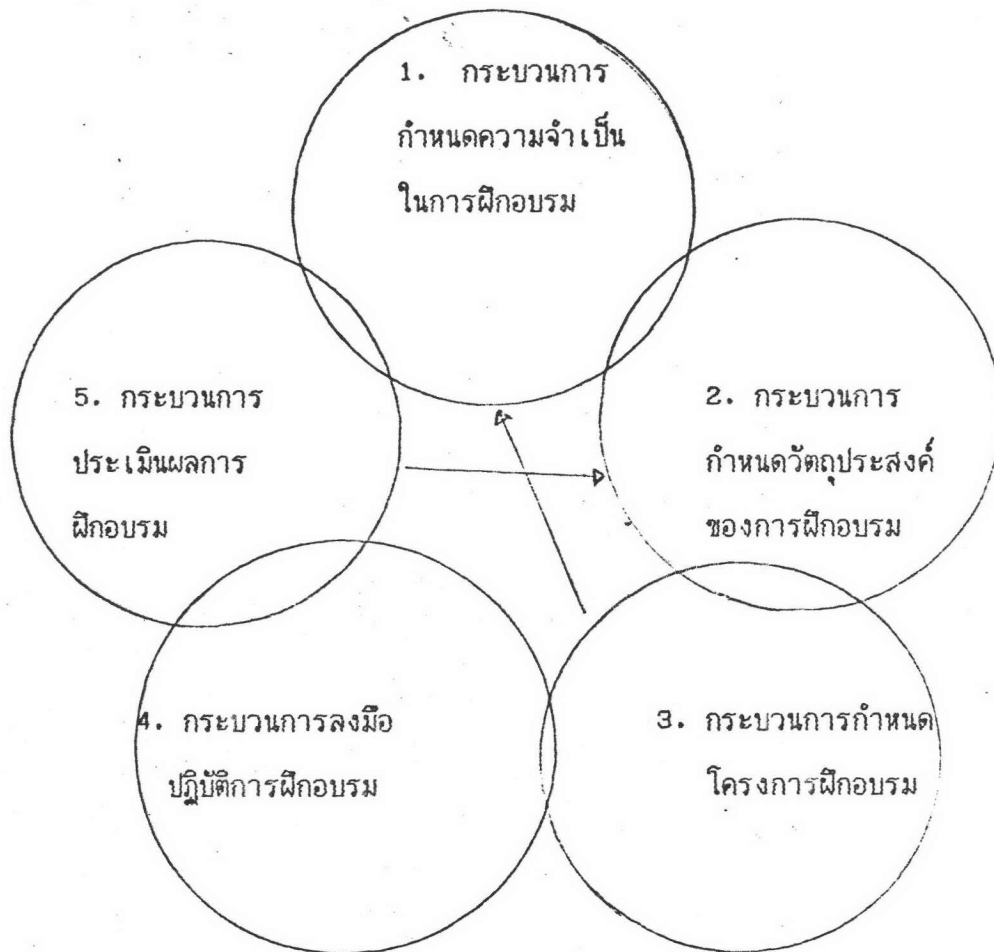 1. กระบวนการ
กำหนดความจำเป็น
ในการฝึกอบรม
2. กระบวนการ
กำหนดวัตถุประสงค์
ของการฝึกอบรม
3. กระบวนการกำหนด
โครงการฝึกอบรม
4. กระบวนการลงมือ
ปฏิบัติการฝึกอบรม
5. กระบวนการ
ประเมินผลการ
ฝึกอบรม